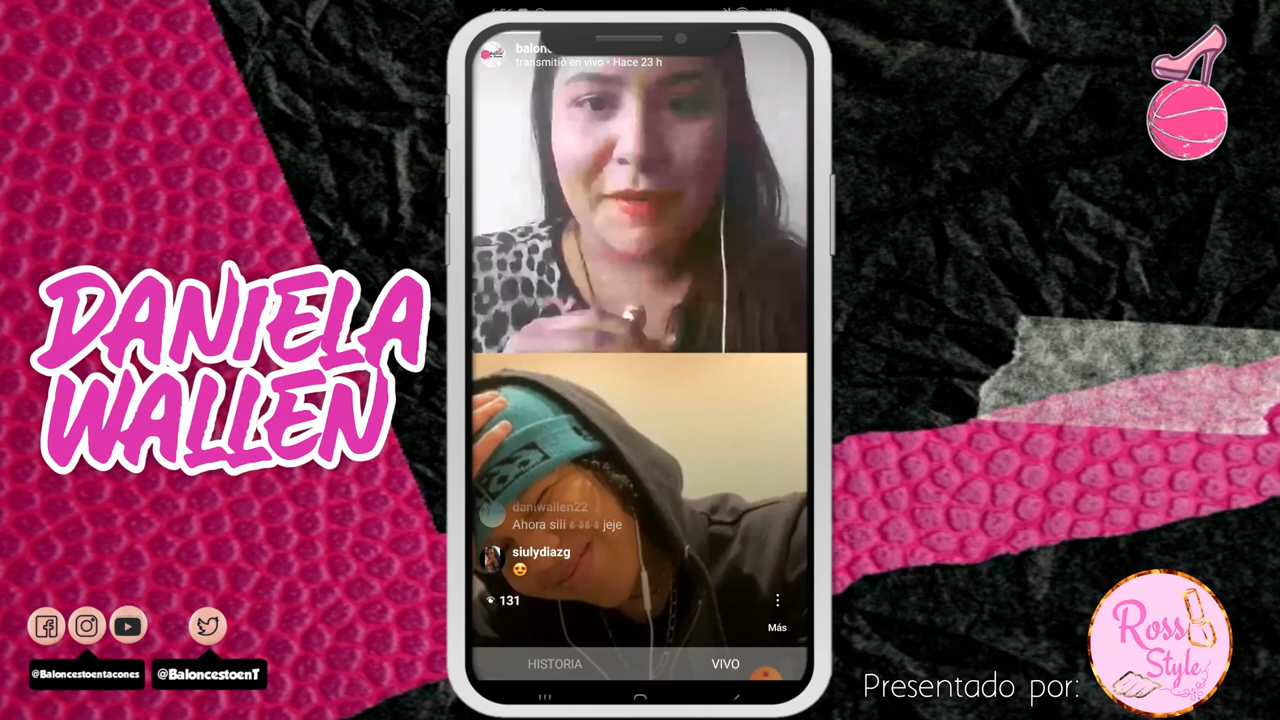 transmitió en vivo • Hace 23 h
DANIELA
WALLEN
daniwallen22
Ahora siii jeje
siulydiazg
131
Más
HISTORIA
VIVO
@Baloncestoentacones
@BaloncestoenT
Presentado por:
Ross
Style